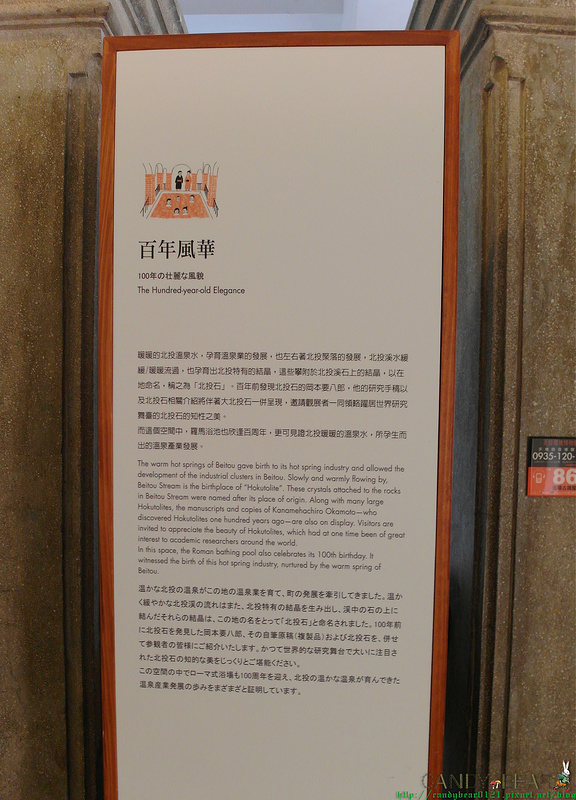 百年風華
100年の壮麗な風貌
The Hundred-year-old Elegance
暖暖的北投溫泉水，孕育溫泉業的發展，也左右著北投聚落的發展，北投溪水緩
緩/暖暖流過，也孕育出北投特有的結晶，這些攀附於北投溪石上的結晶，以在
地命名，稱之為「北投石」。百年前發現北投石的岡本要八郎，他的研究手稿以
及北投石相關介紹將伴著大北投石一併呈現，邀請觀展者一同領略躍居世界研究
舞臺的北投石的知性之美。
而這個空間中，羅馬浴池也欣逢百周年，更可見證北投暖暖的溫泉水，所孕生而
出的溫泉產業發展。
The warm hot springs of Beitou gave birth to its hot spring industry and allowed the
development of the industrial clusters in Beitou. Slowly and warmly flowing by,
Beitou Stream is the birthplace of "Hokutolite". These crystals attached to the rocks
in Beitou Stream were named after its place of origin. Along with many large
Hokutolites, the manuscripts and copies of Kanamehachiro Okamoto—who
discovered Hokutolites one hundred years ago—are also on display. Visitors are
invited to appreciate the beauty of Hokutolites, which had at one time been of great
interest to academic researchers around the world.
In this space, the Roman bathing pool also celebrates its 100th birthday. It
witnessed the birth of this hot spring industry, nurtured by the warm spring of
Beitou.
温かな北投の温泉がこの地の温泉業を育て、町の発展を牽引してきました。温か
く緩やかな北投渓の流れはまた、北投特有の結晶を生み出し、渓中の石の上に
結んだそれらの結晶は、この地の名をとって「北投石」と命名されました。100年前
に北投石を発見した岡本要八郎、その自筆原稿(複製品)および北投石を、併せ
て参観者の皆様にご紹介いたします。かつて世界的な研究舞台で大いに注目さ
れた北投石の知的な美をじっくりとご堪能ください。
この空間の中でローマ式浴場も100周年を迎え、北投の温かな温泉が育んできた
温泉産業発展の歩みをまざまざと証明しています。
0935-120-
86
CANDY BEAR
http://candybear0121.pixnet.net/blog